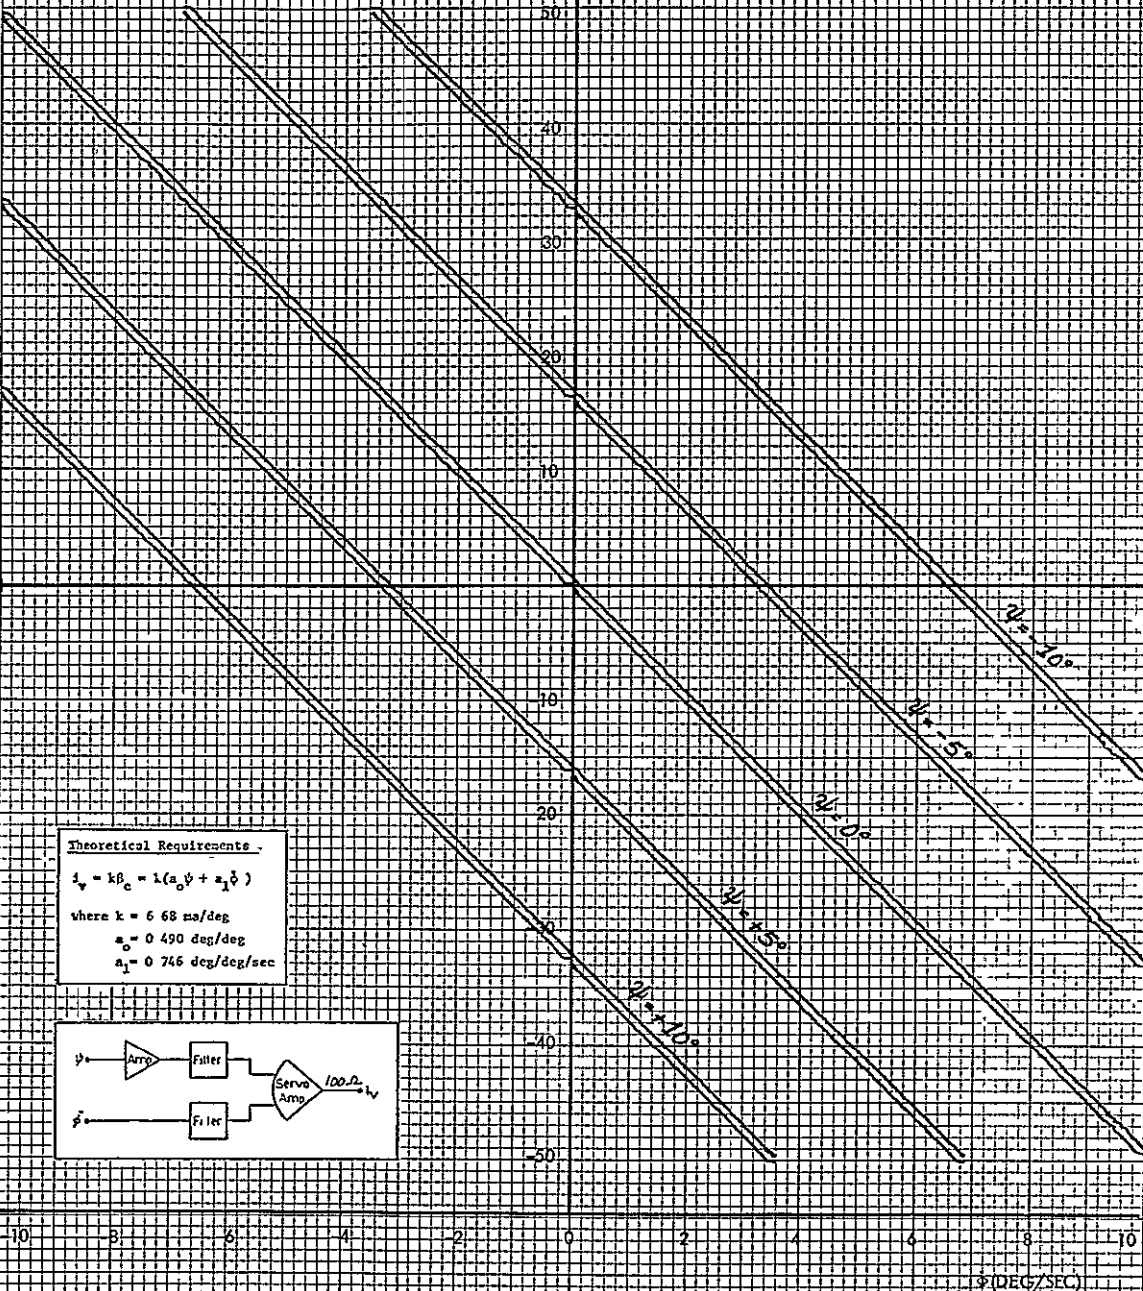 50
40
30
20
10
ψ = -10°
-10
ψ = -5°
20
ψ = 0°
Theoretical Requirements
i_v = kβ_c = k(a_o ψ + a_1 φ̇ )
where k = 6 68 ma/deg
a_o = 0 490 deg/deg
a_1 = 0 746 deg/deg/sec
ψ = +5°
-30
ψ = +10°
-40
ψ
Amp
Filter
Servo
Amp
100Ω
i_v
φ̇
Filter
-50
-10 -8 -6 -4 -2 0 2 4 6 8 10
φ̇ (DEG/SEC)